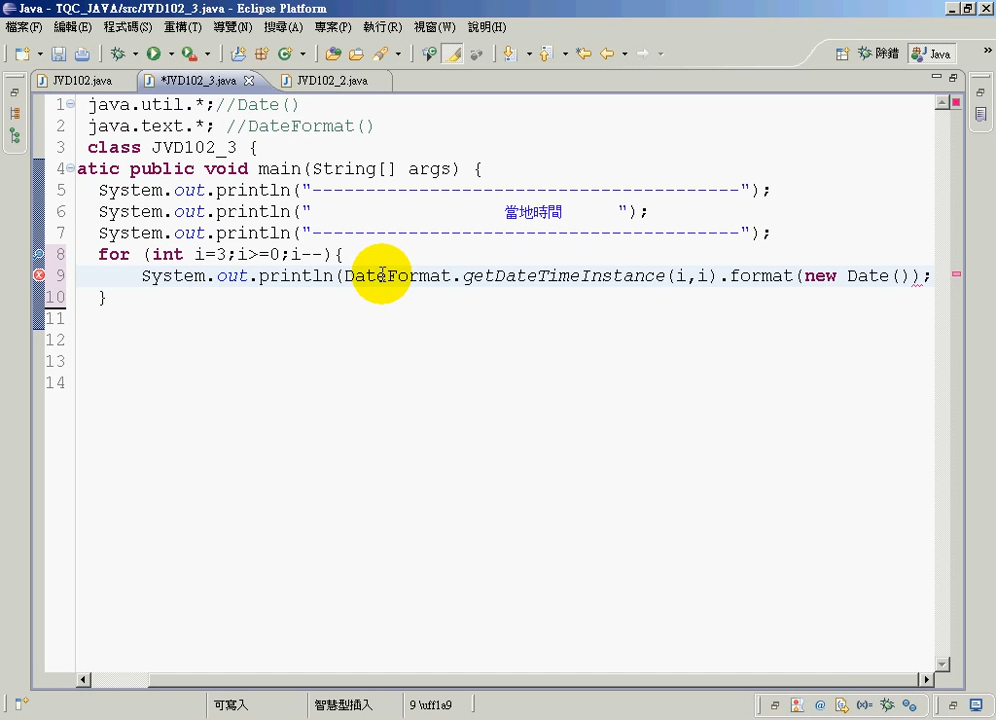 Java - TQC_JAVA/src/JVD102_3.java - Eclipse Platform
檔案(F) 編輯(E) 程式碼(S) 重構(T) 導覽(N) 搜尋(A) 專案(P) 執行(R) 視窗(W) 說明(H)
除錯 Java
JVD102.java *JVD102_3.java JVD102_2.java
1 java.util.*;//Date()
2 java.text.*; //DateFormat()
3 class JVD102_3 {
4 atic public void main(String[] args) {
5 System.out.println("----------------------------------------");
6 System.out.println(" 當地時間 ");
7 System.out.println("----------------------------------------");
8 for (int i=3;i>=0;i--){
9 System.out.println(DateFormat.getDateTimeInstance(i,i).format(new Date());
10 }
11
12
13
14
可寫入 智慧型插入 9 \uff1a9